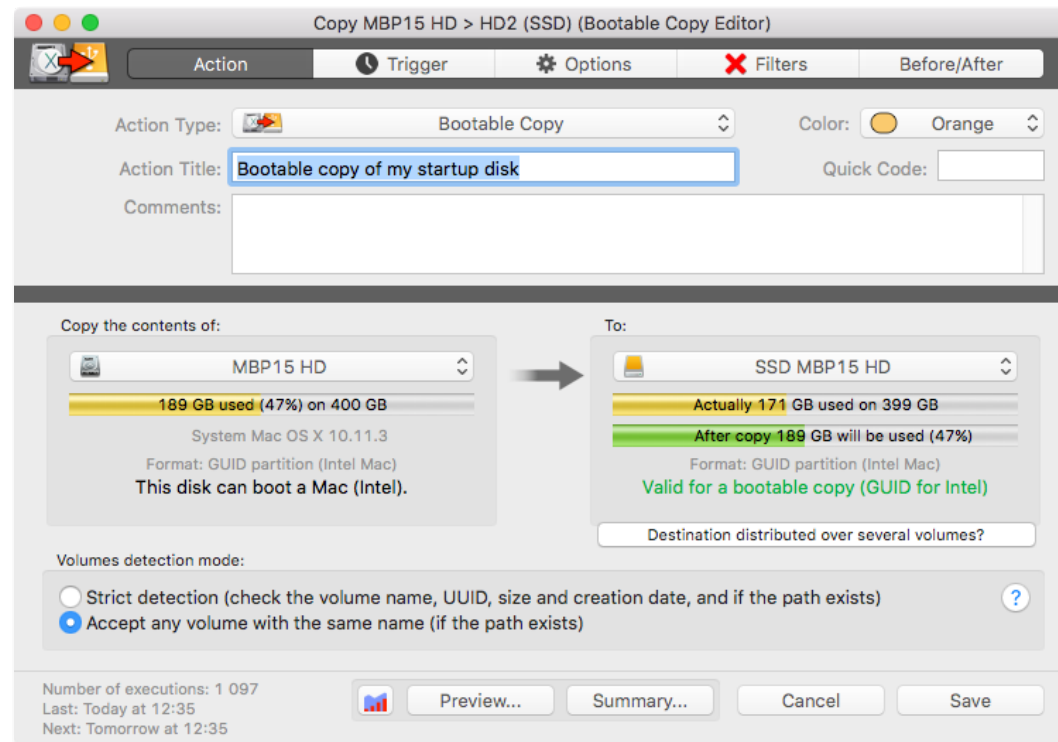 Copy MBP15 HD > HD2 (SSD) (Bootable Copy Editor)
Action Trigger Options Filters Before/After
Action Type: Bootable Copy Color: Orange
Action Title: Bootable copy of my startup disk Quick Code:
Comments:
Copy the contents of: To:
MBP15 HD SSD MBP15 HD
189 GB used (47%) on 400 GB Actually 171 GB used on 399 GB
System Mac OS X 10.11.3 After copy 189 GB will be used (47%)
Format: GUID partition (Intel Mac) Format: GUID partition (Intel Mac)
This disk can boot a Mac (Intel). Valid for a bootable copy (GUID for Intel)
Destination distributed over several volumes?
Volumes detection mode:
Strict detection (check the volume name, UUID, size and creation date, and if the path exists) ?
Accept any volume with the same name (if the path exists)
Number of executions: 1 097
Last: Today at 12:35
Next: Tomorrow at 12:35
Preview... Summary... Cancel Save